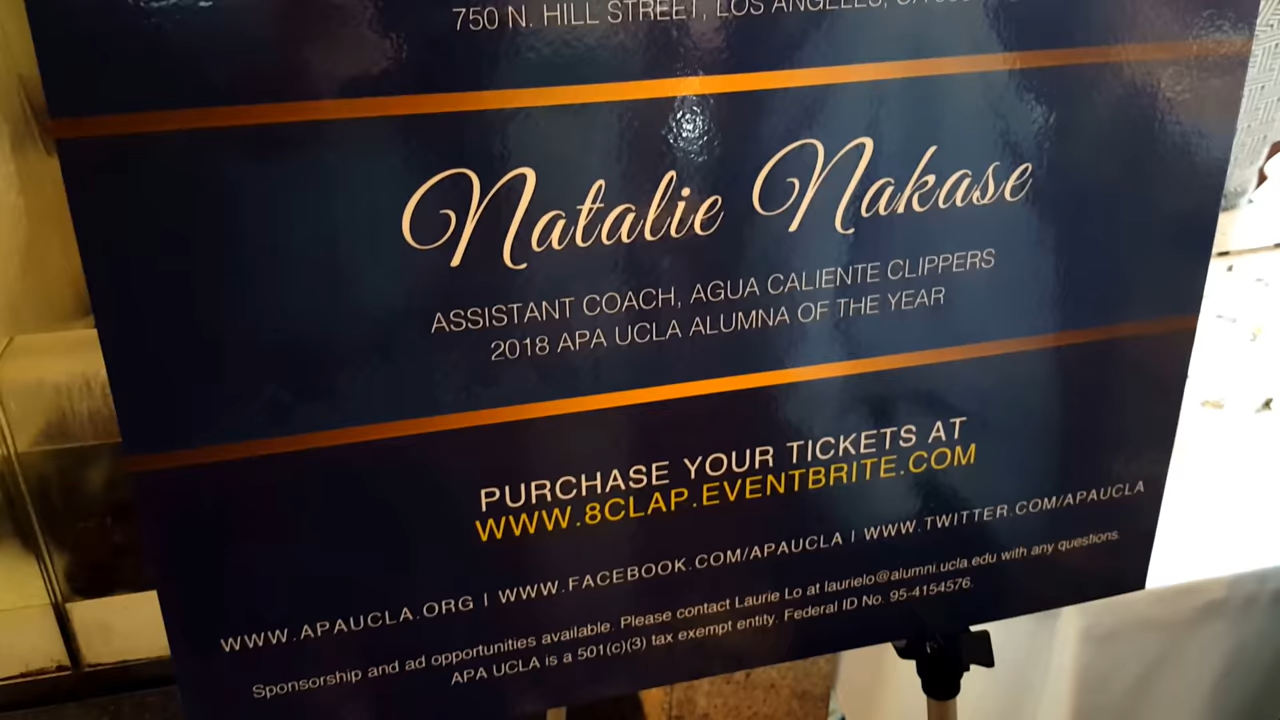 750 N. HILL STREET, LOS ANGELES, CA
Natalie Nakase
ASSISTANT COACH, AGUA CALIENTE CLIPPERS
2018 APA UCLA ALUMNA OF THE YEAR
PURCHASE YOUR TICKETS AT
WWW.8CLAP.EVENTBRITE.COM
WWW.APAUCLA.ORG | WWW.FACEBOOK.COM/APAUCLA | WWW.TWITTER.COM/APAUCLA
Sponsorship and ad opportunities available. Please contact Laurie Lo at laurielo@alumni.ucla.edu with any questions.
APA UCLA is a 501(c)(3) tax exempt entity. Federal ID No. 95-4154576.